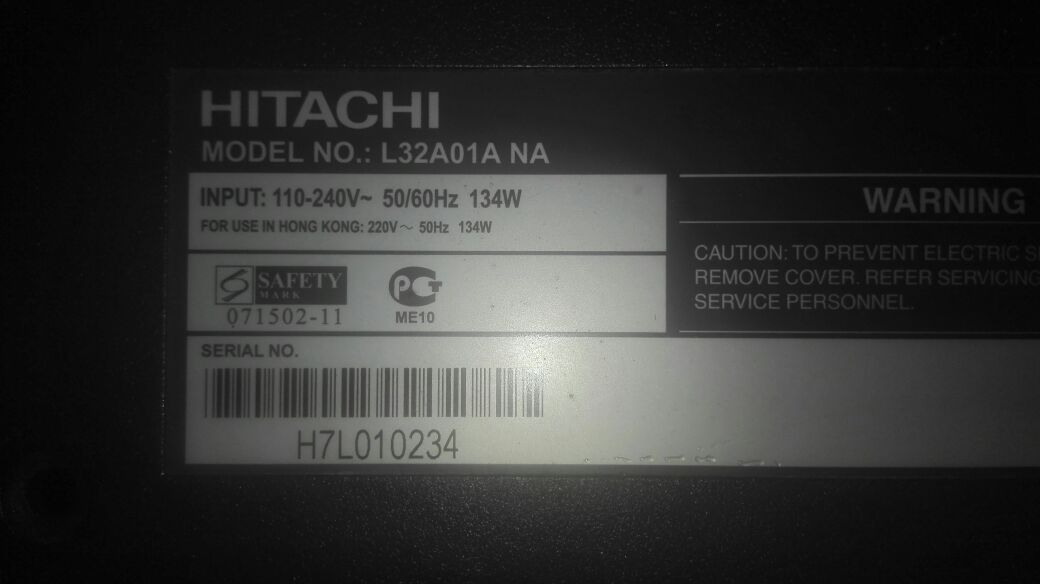 HITACHI
MODEL NO.: L32A01A NA
INPUT: 110-240V~ 50/60Hz 134W
FOR USE IN HONG KONG: 220V~ 50Hz 134W
SAFETY
MARK
071502-11
PCT
ME10
SERIAL NO.
H7L010234
WARNING
CAUTION: TO PREVENT ELECTRIC
REMOVE COVER. REFER SERVICING
SERVICE PERSONNEL.